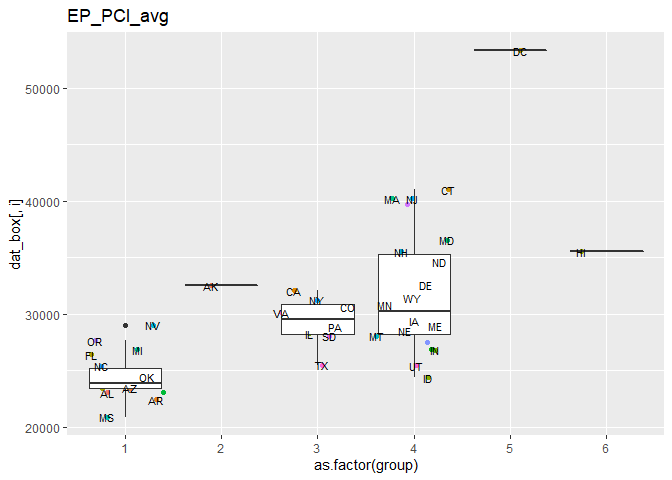 EP_PCI_avg
DC
50000
CT
MA NJ
40000
MD
NH
HI
ND
AK
DE
CA
WY
NY
MN
CO
VA
30000
IA
NV
PA
ME
NE
IL
SD
MT
OR
MI
IN
FL
NC
TX
UT
OK
ID
AZ
AL
AR
MS
20000
1 2 3 4 5 6
dat_box[, i]
as.factor(group)